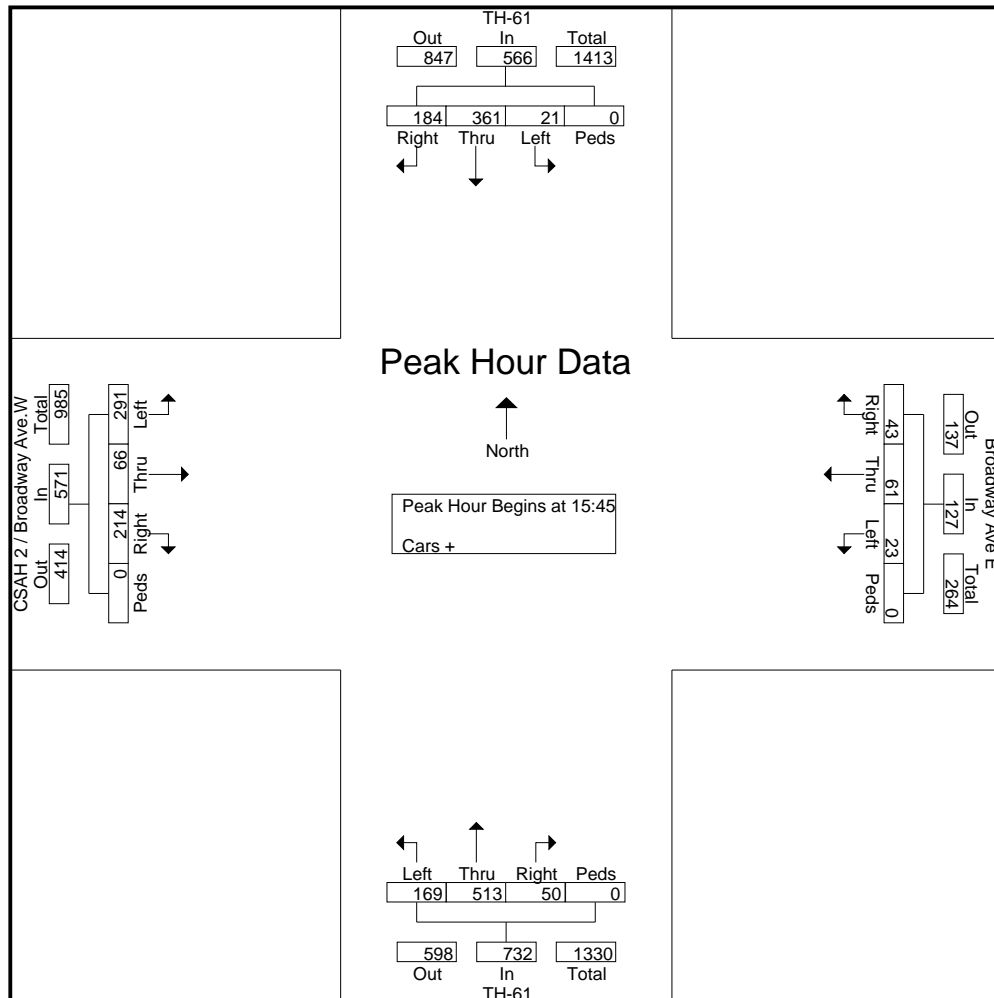 TH-61
Out In Total
847 566 1413
184 361 21 0
Right Thru Left Peds
Peak Hour Data
North
Peak Hour Begins at 15:45
Cars +
CSAH 2 / Broadway Ave.W
Total In Out
985 571 414
291 66 214 0
Left Thru Right Peds
Broadway Ave E
Out In Total
137 127 264
43 61 23 0
Right Thru Left Peds
Left Thru Right Peds
169 513 50 0
598 732 1330
Out In Total
TH-61